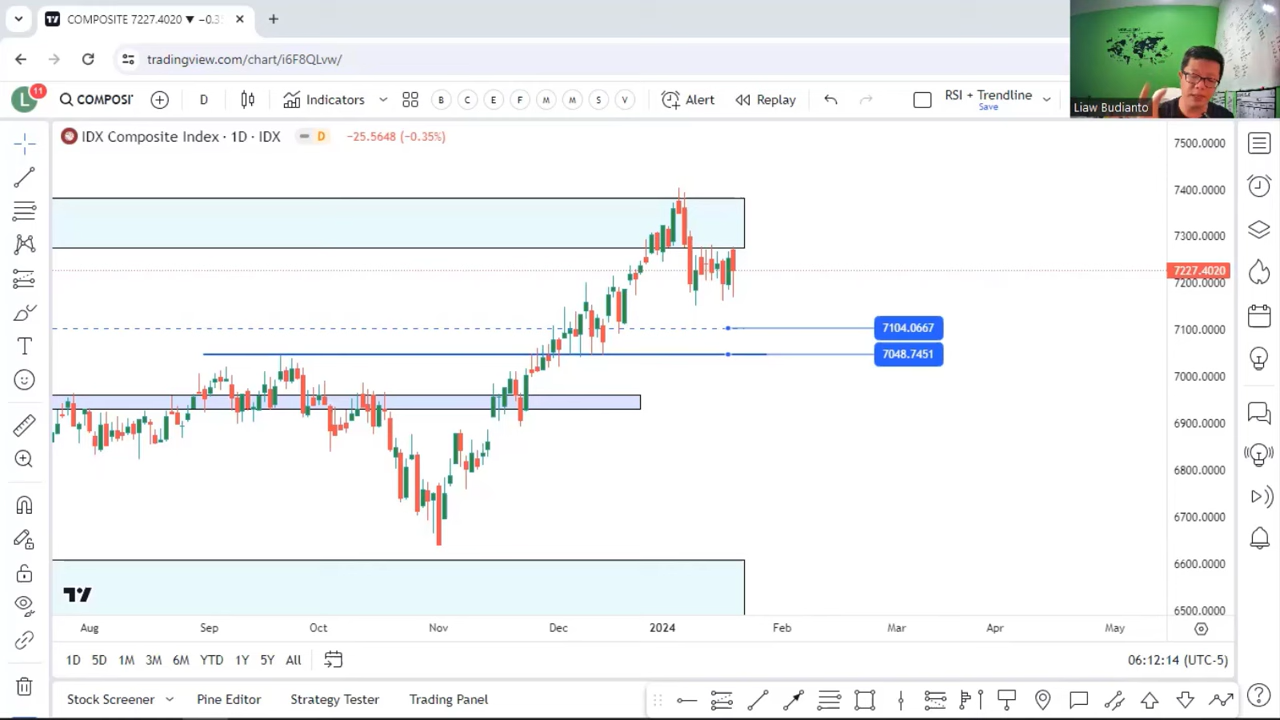 COMPOSITE 7227.4020 ▼ −0.3
tradingview.com/chart/i6F8QLvw/
L 11 COMPOSI D Indicators B C E F M M S V Alert Replay RSI + Trendline
Save
Liaw Budianto
IDX Composite Index · 1D · IDX D −25.5648 (−0.35%)
7500.0000
7400.0000
7300.0000
7227.4020
7200.0000
7104.0667
7100.0000
7048.7451
7000.0000
6900.0000
6800.0000
6700.0000
6600.0000
6500.0000
Aug Sep Oct Nov Dec 2024 Feb Mar Apr May
1D 5D 1M 3M 6M YTD 1Y 5Y All 06:12:14 (UTC-5)
Stock Screener Pine Editor Strategy Tester Trading Panel